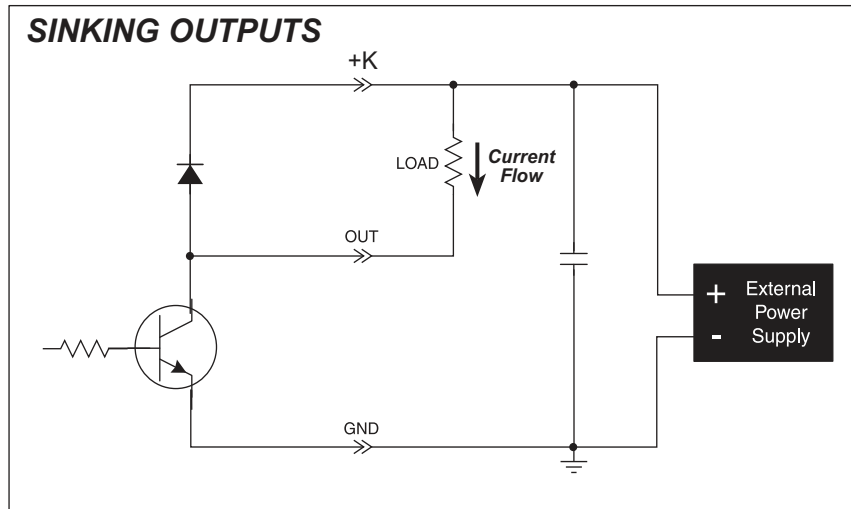 SINKING OUTPUTS
+K
LOAD
Current
Flow
OUT
+ External
Power
- Supply
GND